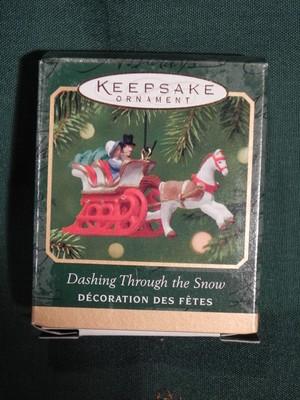 KEEPSAKE
ORNAMENT
Dashing Through the Snow
DÉCORATION DES FÊTES